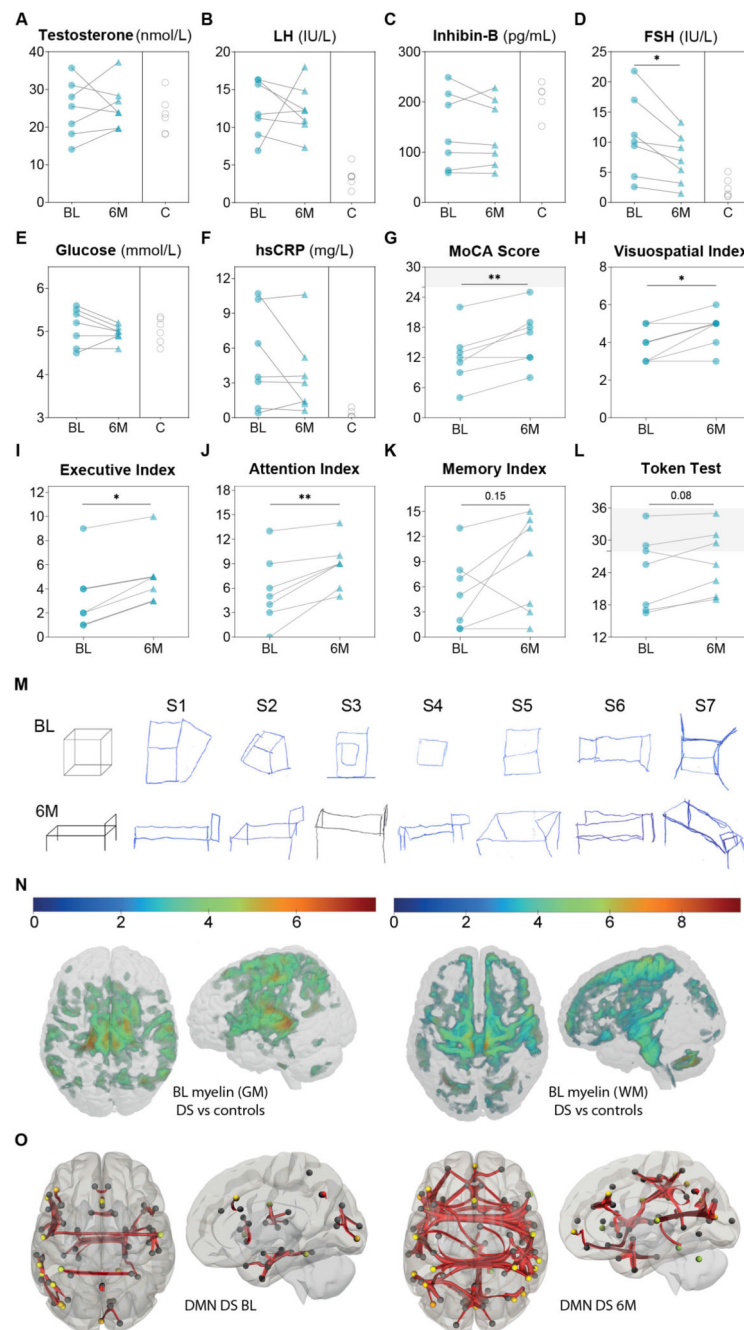 A Testosterone (nmol/L)
B LH (IU/L)
C Inhibin-B (pg/mL)
D FSH (IU/L)
40 30 20 10 0
20 15 10 5 0
300 200 100 0
25 20 15 10 5 0
*
BL 6M C
BL 6M C
BL 6M C
BL 6M C
E Glucose (mmol/L)
F hsCRP (mg/L)
G MoCA Score
H Visuospatial Index
6 5 4 3
12 9 6 3 0
30 24 18 12 6 0
8 6 4 2 0
**
*
BL 6M C
BL 6M C
BL 6M
BL 6M
I Executive Index
J Attention Index
K Memory Index
L Token Test
12 10 8 6 4 2 0
18 15 12 9 6 3 0
15 12 9 6 3 0
36 30 24 18 12
*
**
0.15
0.08
BL 6M
BL 6M
BL 6M
BL 6M
M
BL S1 S2 S3 S4 S5 S6 S7
6M
N
0 2 4 6
0 2 4 6 8
BL myelin (GM)
DS vs controls
BL myelin (WM)
DS vs controls
O
DMN DS BL
DMN DS 6M